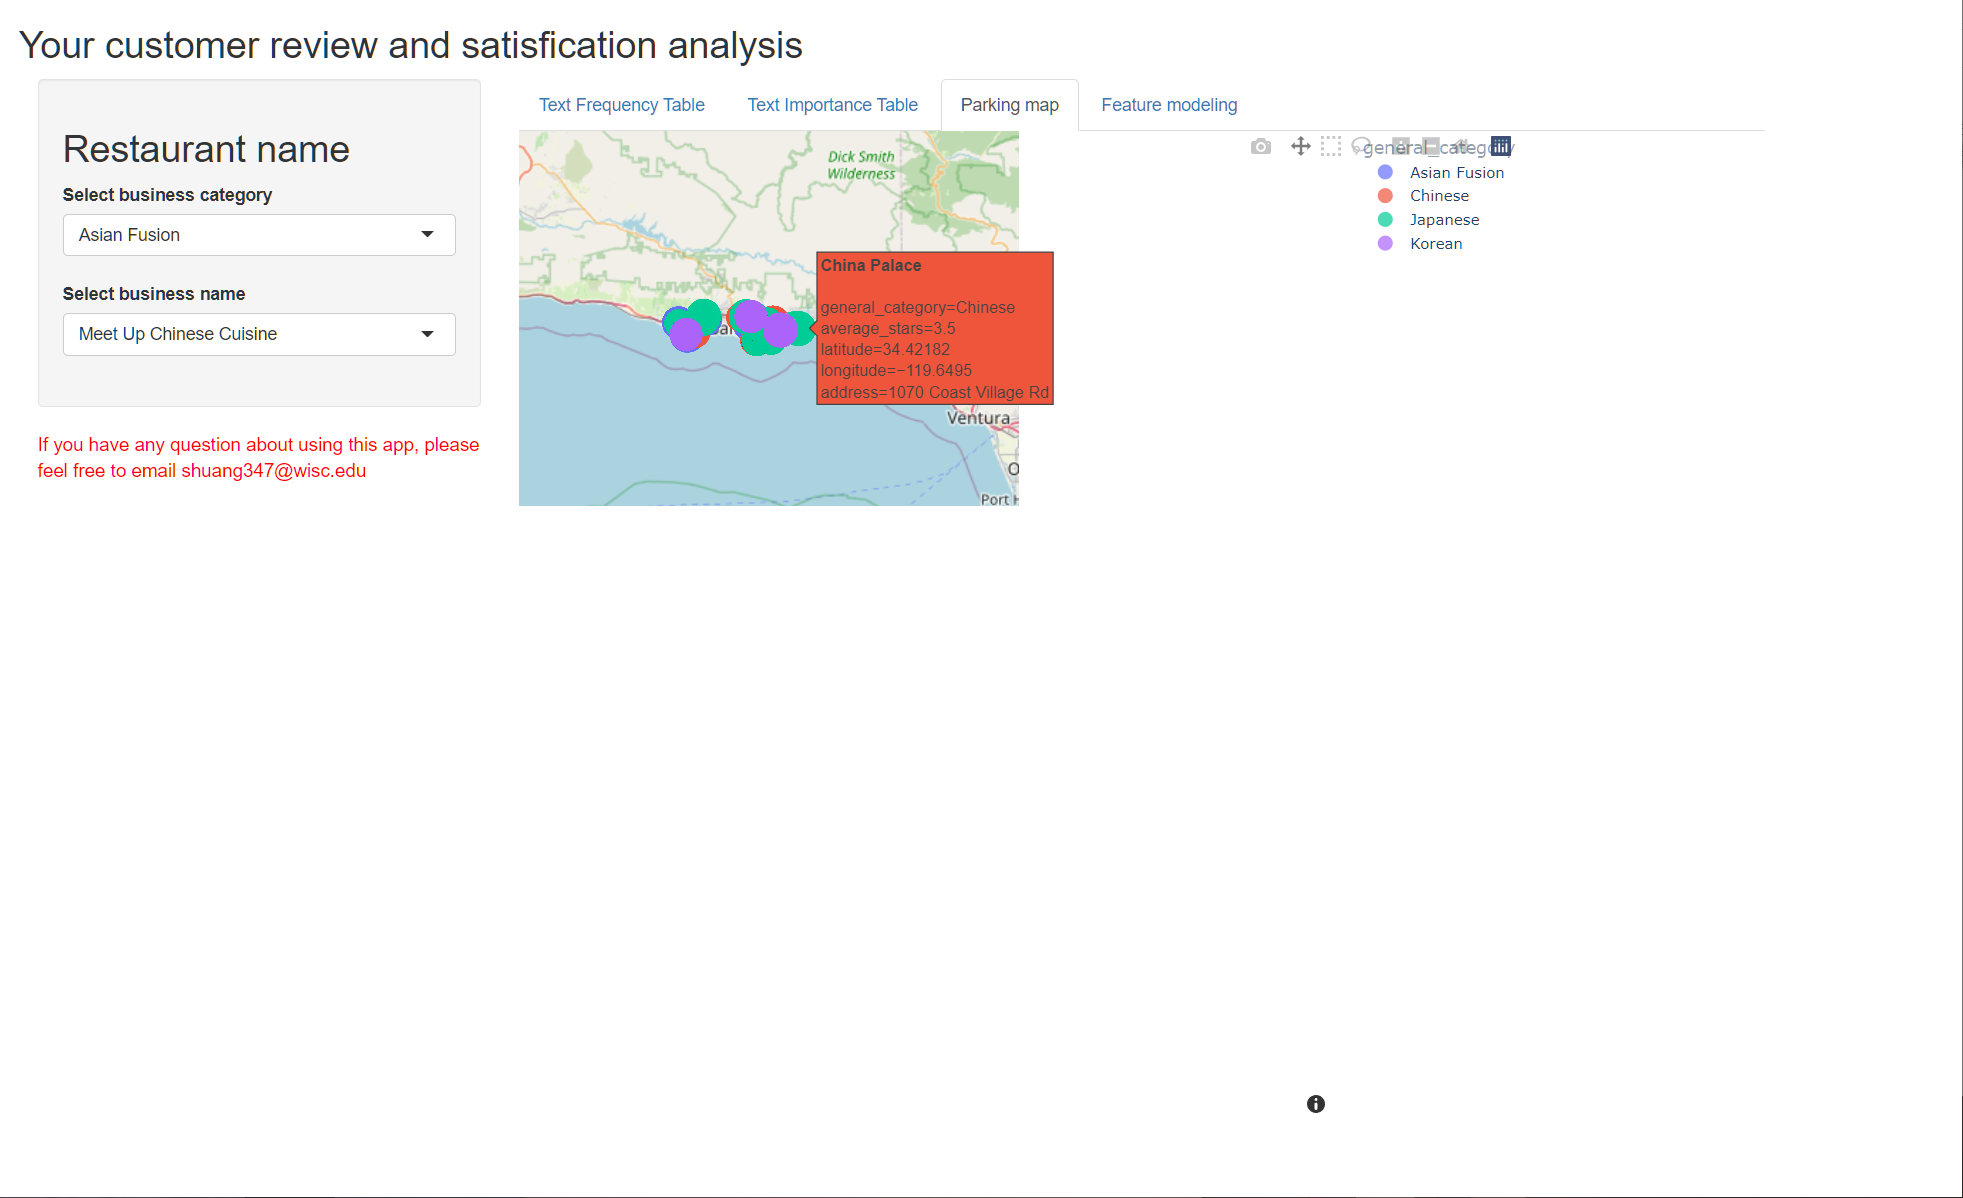 Your customer review and satisfication analysis
Restaurant name
Select business category
Asian Fusion
Select business name
Meet Up Chinese Cuisine
If you have any question about using this app, please
feel free to email shuang347@wisc.edu
Text Frequency Table
Text Importance Table
Parking map
Feature modeling
Dick Smith
Wilderness
China Palace
general_category=Chinese
average_stars=3.5
latitude=34.42182
longitude=−119.6495
address=1070 Coast Village Rd
Ventura
Port H
general_category
Asian Fusion
Chinese
Japanese
Korean